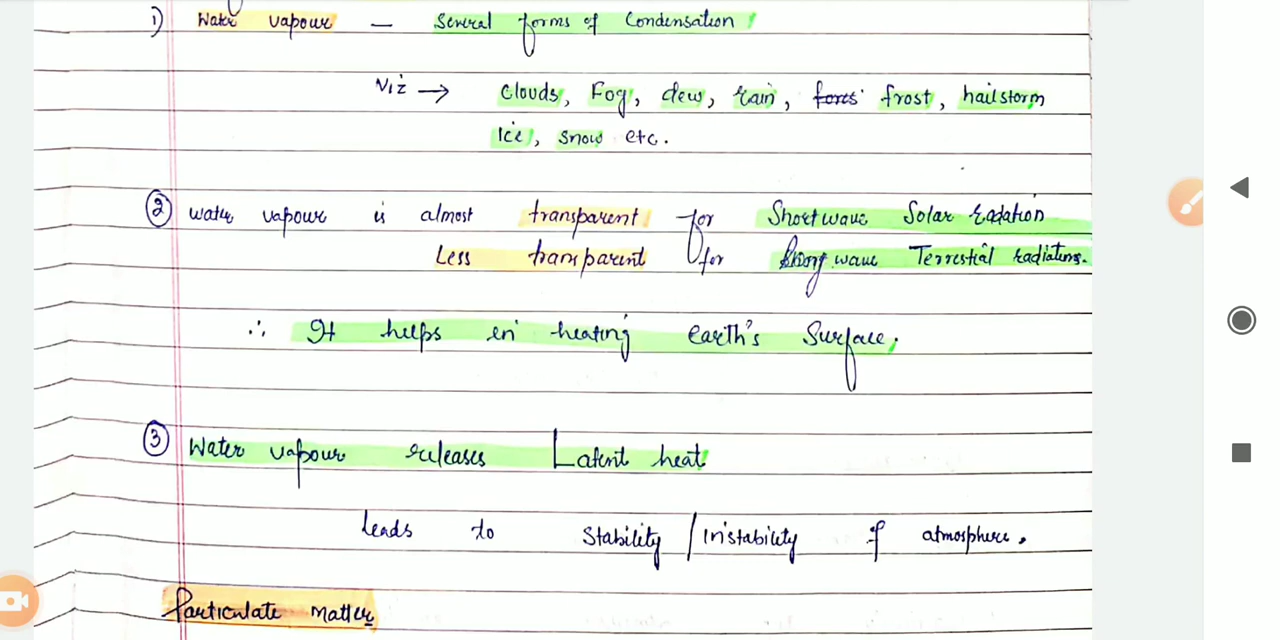 1) Water vapour — Several forms of Condensation
Viz → Clouds, Fog, dew, rain, frost, hailstorm
Ice, snow etc.
② Water vapour is almost transparent for Shortwave Solar radation
Less transparent for long wave Terrestial radiations.
∴ It helps in heating earth's Surface.
③ Water vapour releases Latent heat
Leads to Stability / instability of atmosphere.
Particulate matter